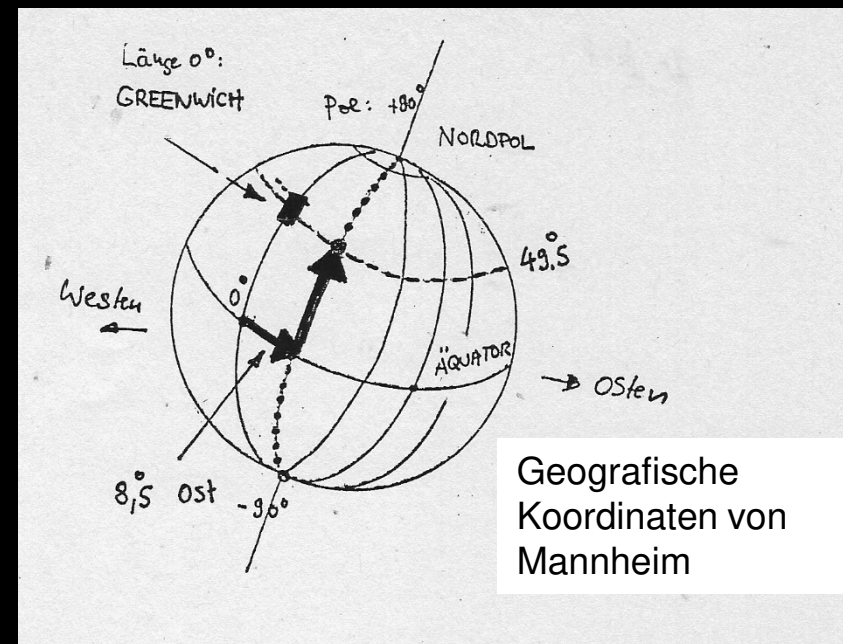 Länge 0°:
GREENWICH
Pol: +90°
NORDPOL
49,5°
Westen
0°
ÄQUATOR
Osten
8,5° Ost
-90°
Geografische
Koordinaten von
Mannheim